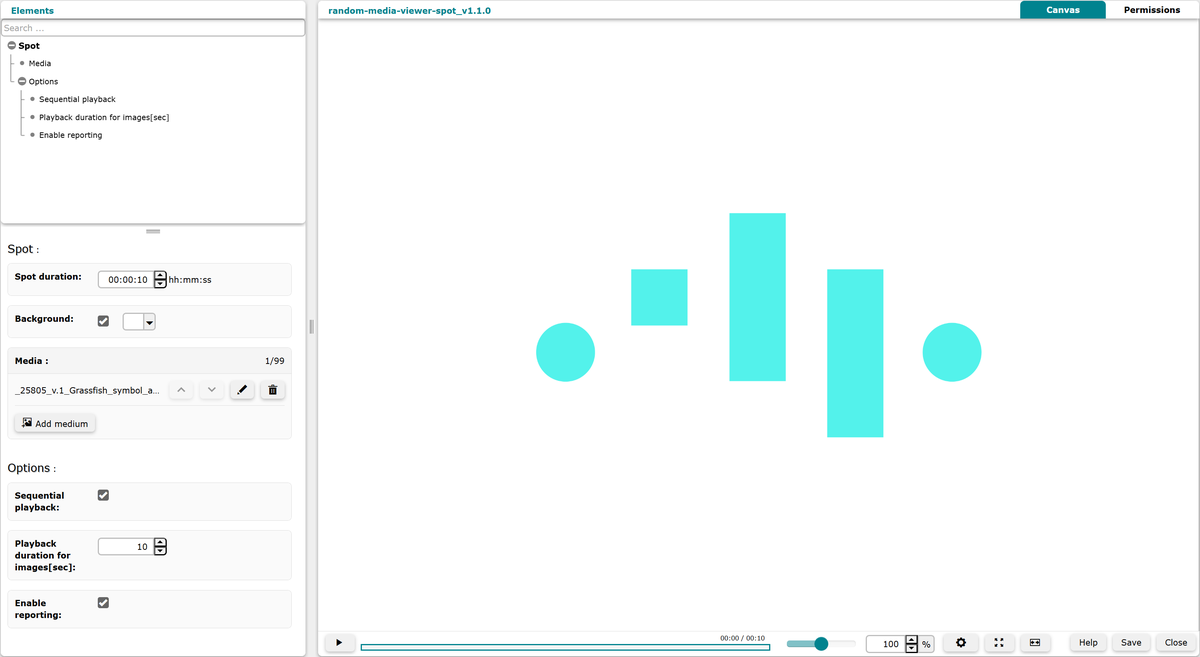 Elements
Search ...
Spot
Media
Options
Sequential playback
Playback duration for images[sec]
Enable reporting
Spot :
Spot duration:
00:00:10
hh:mm:ss
Background:
Media :
1/99
_25805_v.1_Grassfish_symbol_a...
Add medium
Options :
Sequential
playback:
Playback
duration for
images[sec]:
10
Enable
reporting:
random-media-viewer-spot_v1.1.0
Canvas
Permissions
00:00 / 00:10
100
%
Help
Save
Close